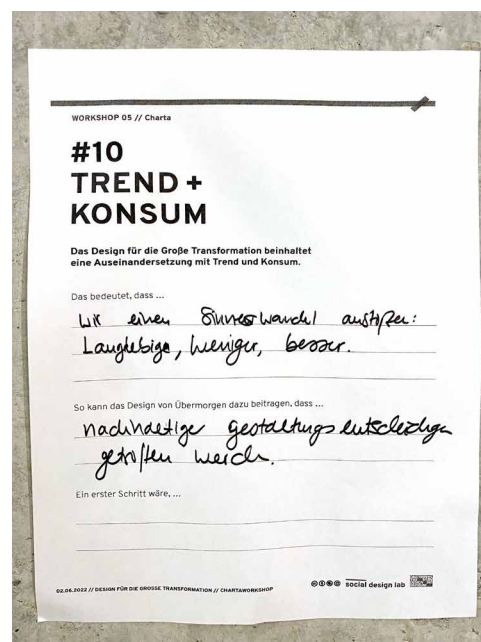 WORKSHOP 05 // Charta
#10
TREND +
KONSUM
Das Design für die Große Transformation beinhaltet
eine Auseinandersetzung mit Trend und Konsum.
Das bedeutet, dass ...
Wir einen Sinneswandel anstiften:
Langlebige, weniger, besser.
So kann das Design von Übermorgen dazu beitragen, dass ...
nachhaltige gestaltungsentscheidungen
getroffen werden.
Ein erster Schritt wäre, ...
02.06.2022 // DESIGN FÜR DIE GROSSE TRANSFORMATION // CHARTAWORKSHOP
social design lab